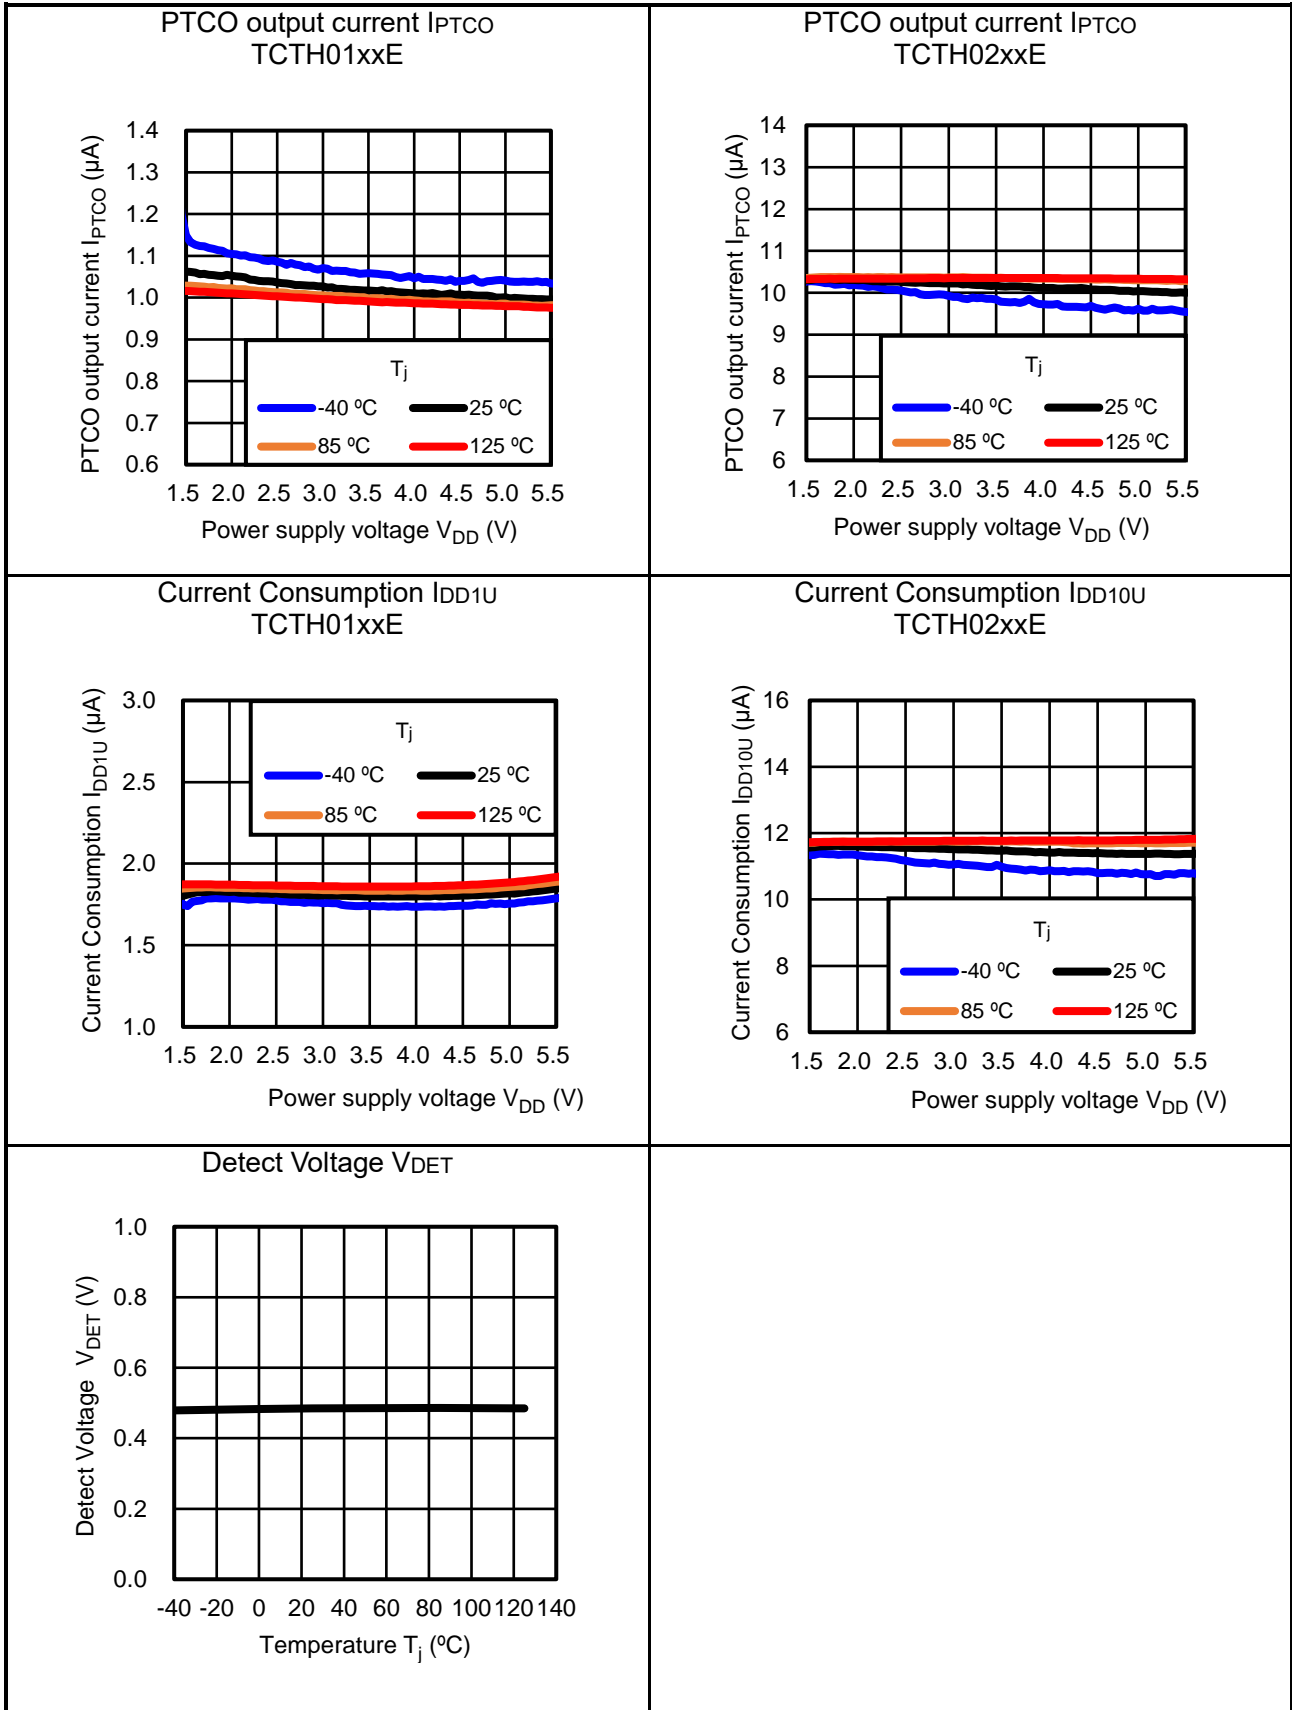 PTCO output current IPTCO
TCTH01xxE
PTCO output current IPTCO (µA)
1.4
1.3
1.2
1.1
1.0
0.9
0.8
0.7
0.6
Tj
-40 ºC
25 ºC
85 ºC
125 ºC
1.5 2.0 2.5 3.0 3.5 4.0 4.5 5.0 5.5
Power supply voltage VDD (V)
PTCO output current IPTCO
TCTH02xxE
PTCO output current IPTCO (µA)
14
13
12
11
10
9
8
7
6
Tj
-40 ºC
25 ºC
85 ºC
125 ºC
1.5 2.0 2.5 3.0 3.5 4.0 4.5 5.0 5.5
Power supply voltage VDD (V)
Current Consumption IDD1U
TCTH01xxE
Current Consumption IDD1U (µA)
3.0
2.5
2.0
1.5
1.0
Tj
-40 ºC
25 ºC
85 ºC
125 ºC
1.5 2.0 2.5 3.0 3.5 4.0 4.5 5.0 5.5
Power supply voltage VDD (V)
Current Consumption IDD10U
TCTH02xxE
Current Consumption IDD10U (µA)
16
14
12
10
8
6
Tj
-40 ºC
25 ºC
85 ºC
125 ºC
1.5 2.0 2.5 3.0 3.5 4.0 4.5 5.0 5.5
Power supply voltage VDD (V)
Detect Voltage VDET
Detect Voltage VDET (V)
1.0
0.8
0.6
0.4
0.2
0.0
-40 -20 0 20 40 60 80 100 120 140
Temperature Tj (ºC)